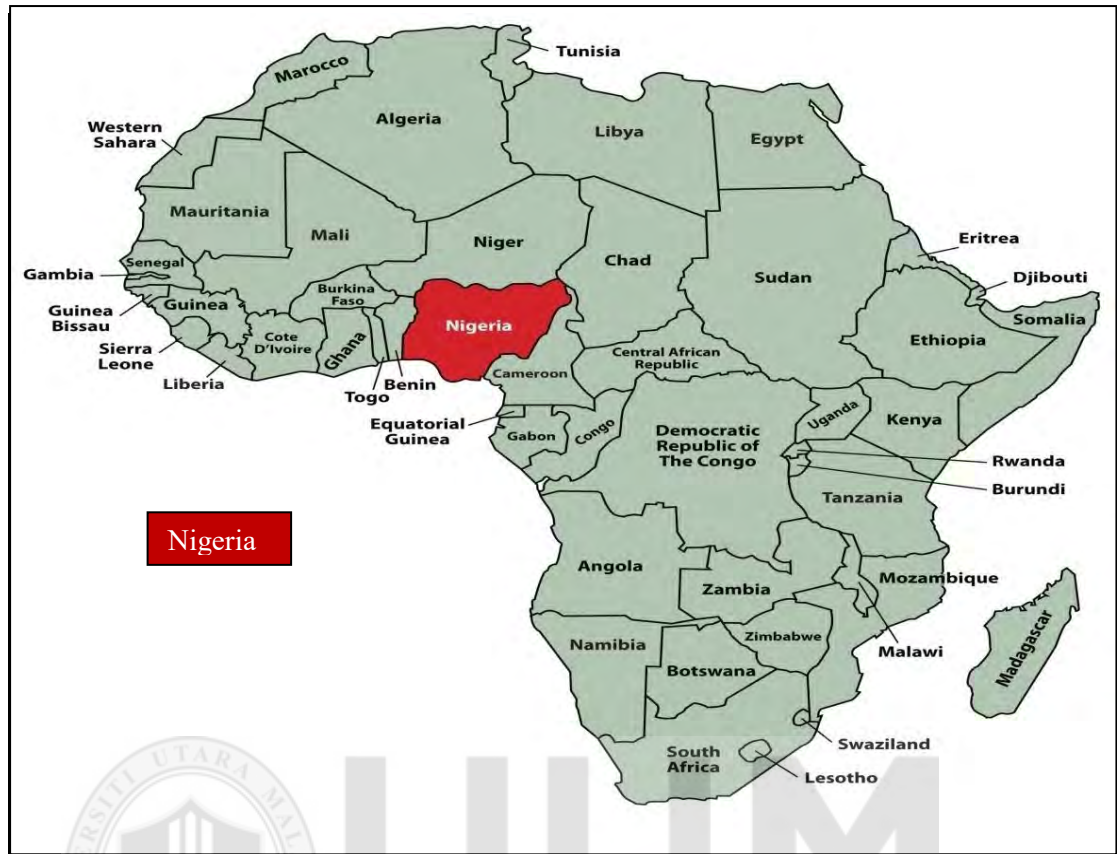 Tunisia
Marocco
Algeria
Libya
Egypt
Western
Sahara
Mauritania
Mali
Niger
Chad
Sudan
Eritrea
Djibouti
Senegal
Gambia
Guinea
Bissau
Guinea
Burkina
Faso
Nigeria
Somalia
Ethiopia
Sierra
Leone
Liberia
Cote
D'Ivoire
Ghana
Togo
Benin
Cameroon
Central African
Republic
Equatorial
Guinea
Gabon
Congo
Democratic
Republic of
The Congo
Uganda
Kenya
Rwanda
Burundi
Tanzania
Nigeria
Angola
Zambia
Mozambique
Malawi
Madagascar
Namibia
Zimbabwe
Botswana
Swaziland
South
Africa
Lesotho
UUM